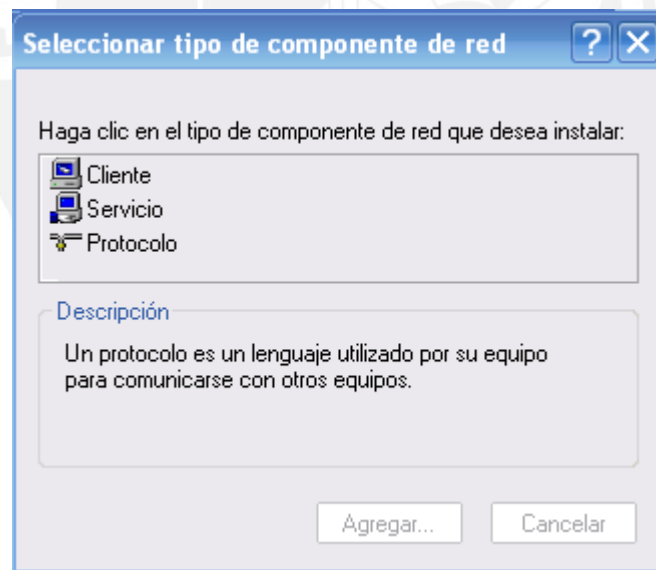 Seleccionar tipo de componente de red
Haga clic en el tipo de componente de red que desea instalar:
Cliente
Servicio
Protocolo
Descripción
Un protocolo es un lenguaje utilizado por su equipo
para comunicarse con otros equipos.
Agregar... Cancelar